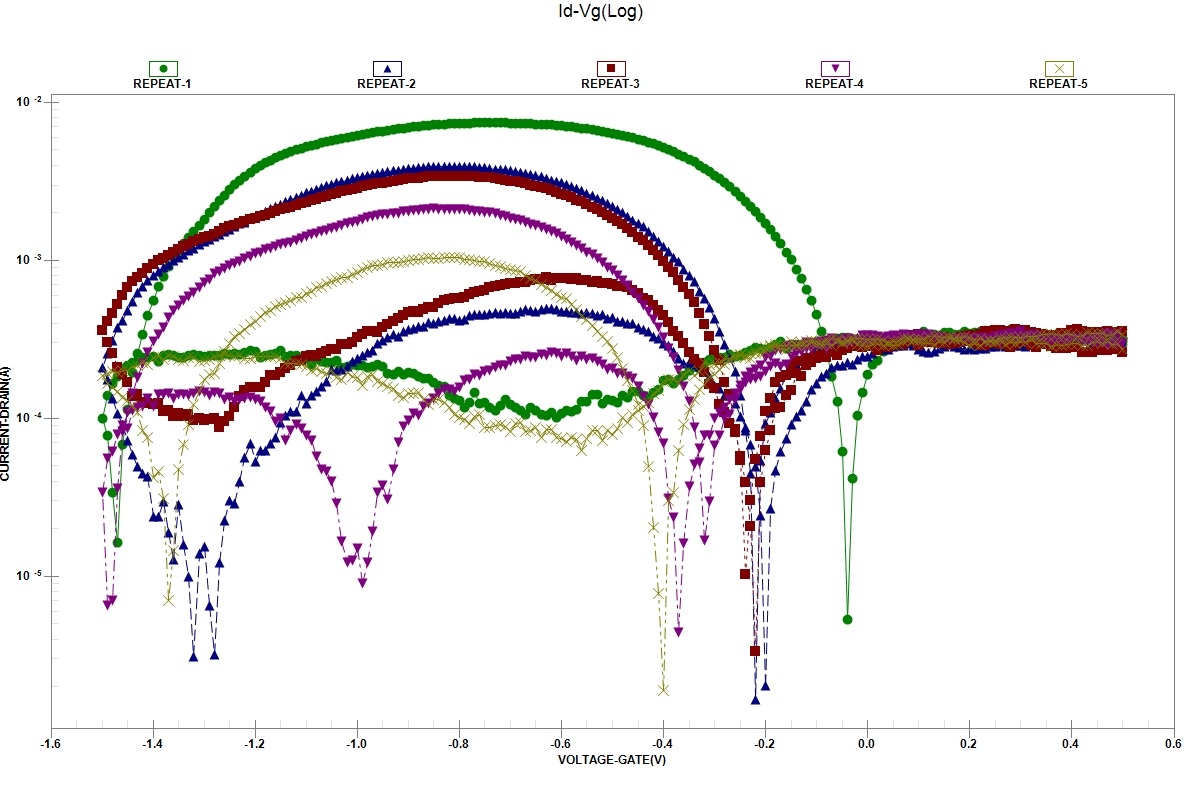 Id-Vg(Log)
REPEAT-1 REPEAT-2 REPEAT-3 REPEAT-4 REPEAT-5
10 -2
10 -3
10 -4
10 -5
CURRENT-DRAIN(A)
-1.6 -1.4 -1.2 -1.0 -0.8 -0.6 -0.4 -0.2 0.0 0.2 0.4 0.6
VOLTAGE-GATE(V)